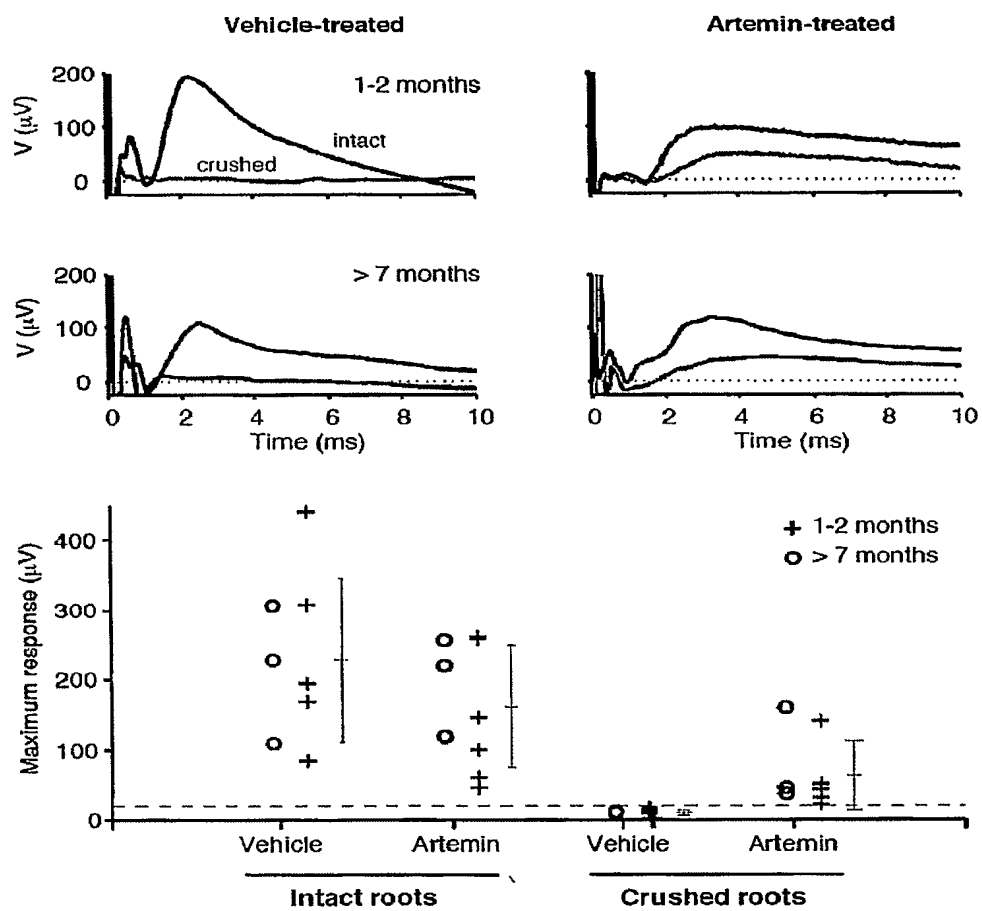 Vehicle-treated
Artemin-treated
1-2 months
V (µV)
200
100
0
intact
crushed
> 7 months
V (µV)
200
100
0
0 2 4 6 8 10
Time (ms)
0 2 4 6 8 10
Time (ms)
Maximum response (µV)
400
300
200
100
0
+ 1-2 months
o > 7 months
Vehicle
Artemin
Vehicle
Artemin
Intact roots
Crushed roots